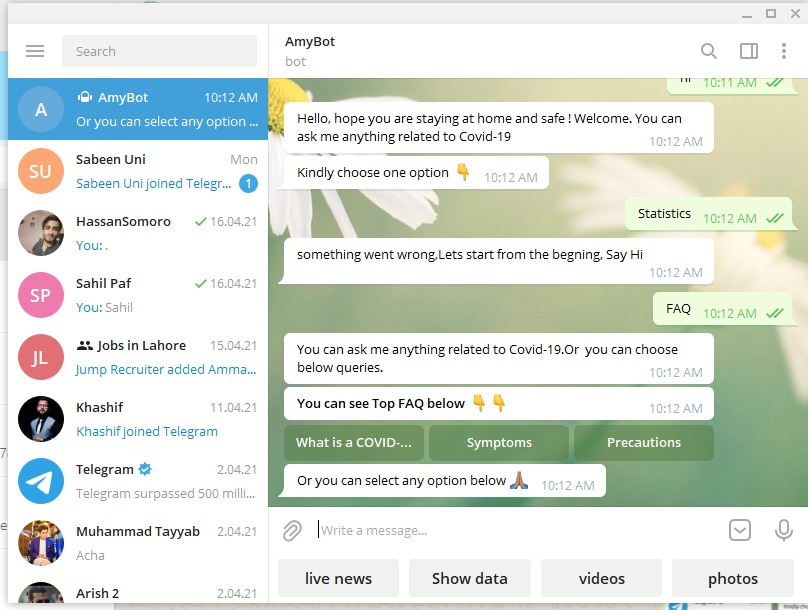 Search
AmyBot
bot
A
AmyBot
10:12 AM
Or you can select any option ...
SU
Sabeen Uni
Mon
Sabeen Uni joined Telegr...
1
HassanSomoro
16.04.21
You: .
SP
Sahil Paf
16.04.21
You: Sahil
JL
Jobs in Lahore
15.04.21
Jump Recruiter added Amma...
Khashif
11.04.21
Khashif joined Telegram
Telegram
2.04.21
Telegram surpassed 500 milli...
Muhammad Tayyab
2.04.21
Acha
Arish 2
2.04.21
Hi
10:11 AM
Hello, hope you are staying at home and safe ! Welcome. You can
ask me anything related to Covid-19
10:12 AM
Kindly choose one option 👇
10:12 AM
Statistics
10:12 AM
something went wrong,Lets start from the begning, Say Hi
10:12 AM
FAQ
10:12 AM
You can ask me anything related to Covid-19.Or you can choose
below queries.
10:12 AM
You can see Top FAQ below 👇👇
10:12 AM
What is a COVID-...
Symptoms
Precautions
Or you can select any option below 🙏🏽
10:12 AM
Write a message...
live news
Show data
videos
photos